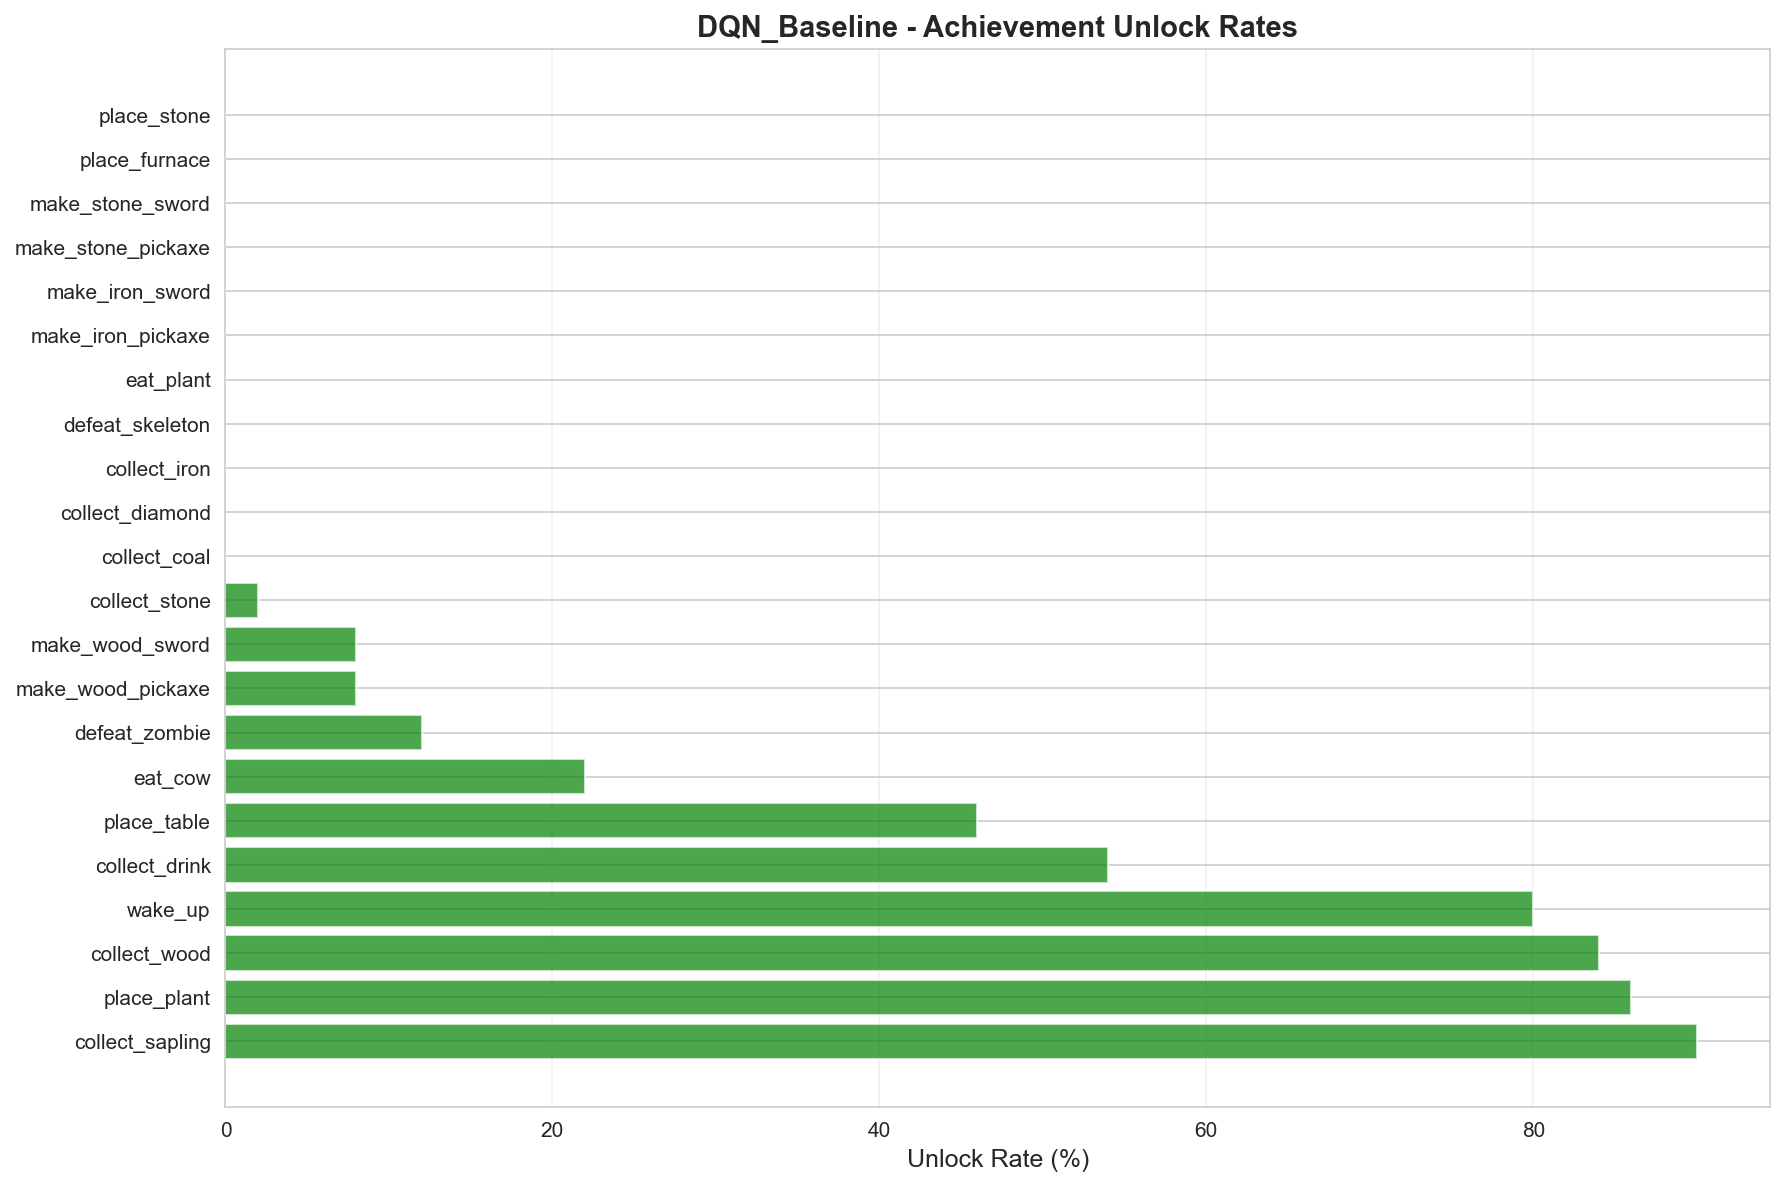 DQN_Baseline - Achievement Unlock Rates
place_stone
place_furnace
make_stone_sword
make_stone_pickaxe
make_iron_sword
make_iron_pickaxe
eat_plant
defeat_skeleton
collect_iron
collect_diamond
collect_coal
collect_stone
make_wood_sword
make_wood_pickaxe
defeat_zombie
eat_cow
place_table
collect_drink
wake_up
collect_wood
place_plant
collect_sapling
0 20 40 60 80
Unlock Rate (%)